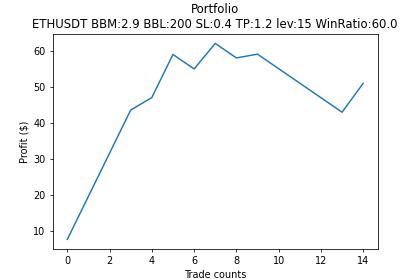 Portfolio
ETHUSDT BBM:2.9 BBL:200 SL:0.4 TP:1.2 lev:15 WinRatio:60.0
60
50
40
30
20
10
Profit ($)
0 2 4 6 8 10 12 14
Trade counts